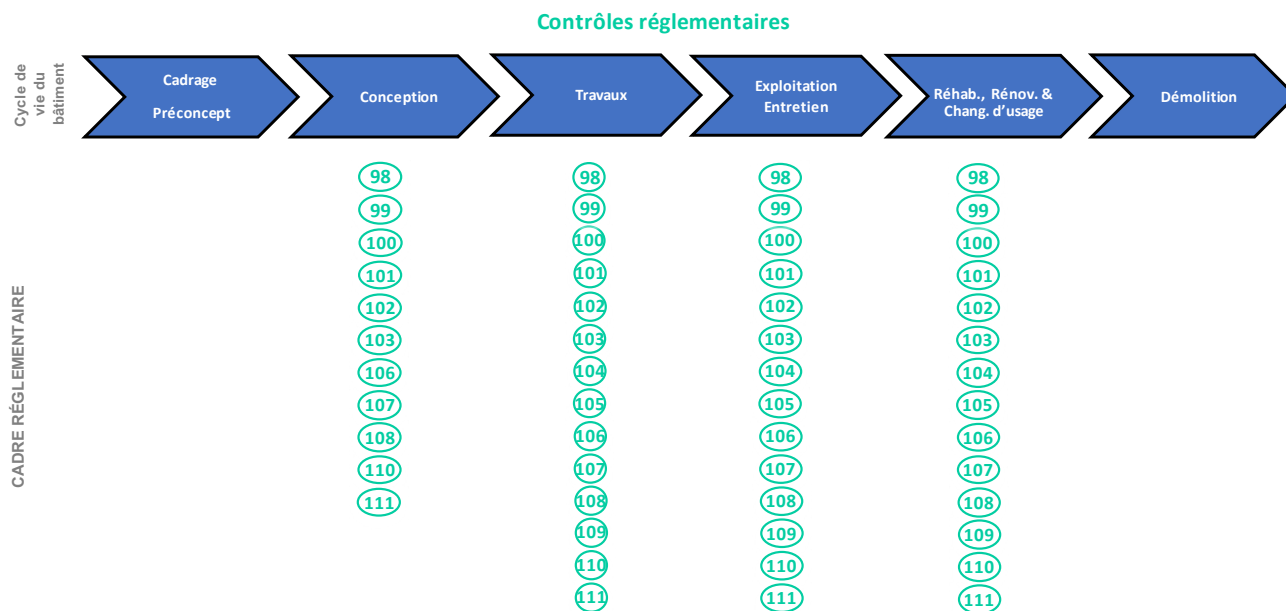 Contrôles réglementaires
Cycle de
vie du
bâtiment
Cadrage
Préconcept
Conception
Travaux
Exploitation
Entretien
Réhab., Rénov. &
Chang. d'usage
Démolition
CADRE RÉGLEMENTAIRE
98 98 98 98
99 99 99 99
100 100 100 100
101 101 101 101
102 102 102 102
103 103 103 103
106 104 104 104
107 105 105 105
108 106 106 106
110 107 107 107
111 108 108 108
109 109 109
110 110 110
111 111 111